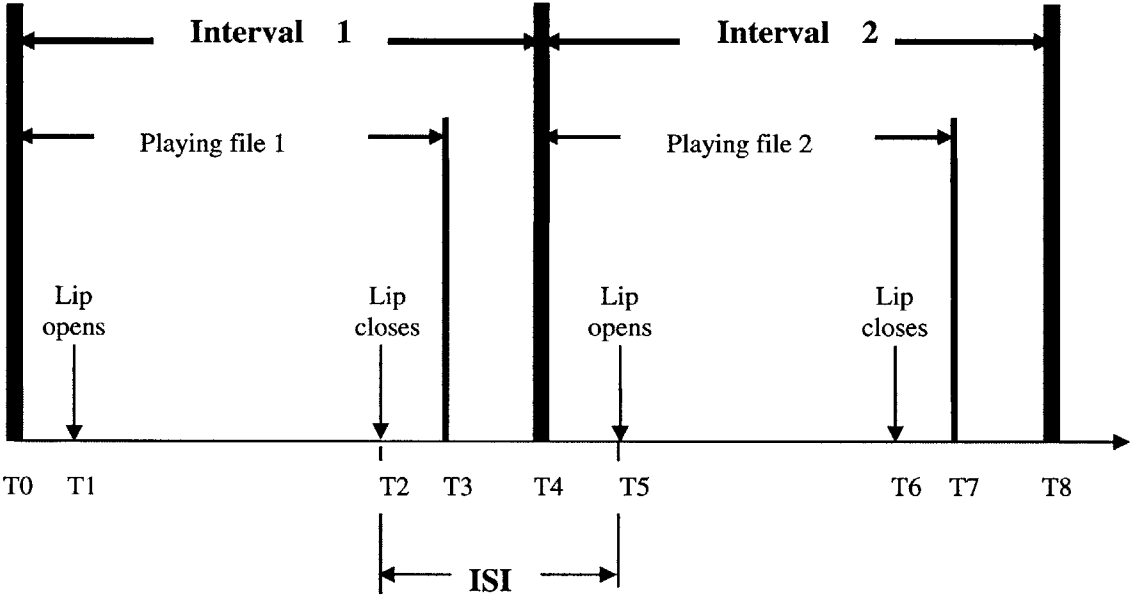 Interval 1 Interval 2
Playing file 1 Playing file 2
Lip Lip Lip Lip
opens closes opens closes
T0 T1 T2 T3 T4 T5 T6 T7 T8
ISI